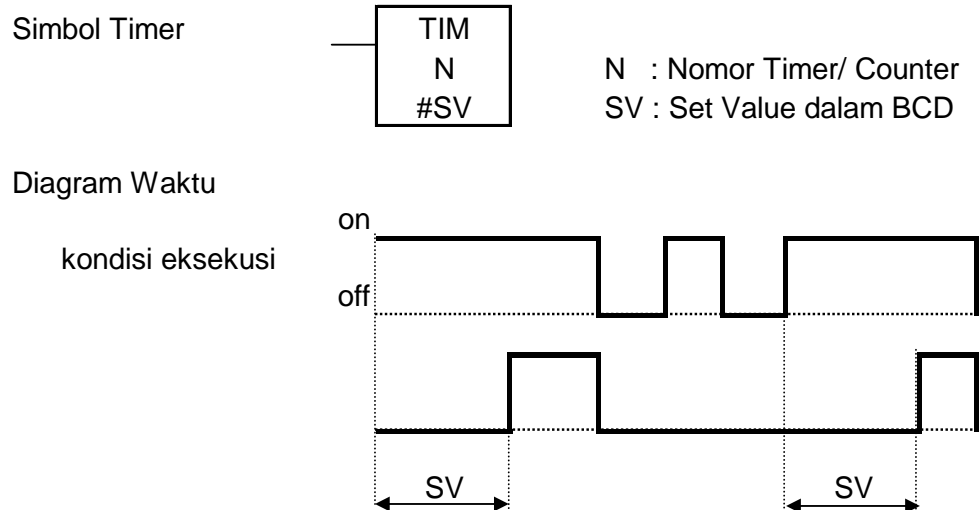 Simbol Timer
TIM
N
#SV
N : Nomor Timer/ Counter
SV : Set Value dalam BCD
Diagram Waktu
on
kondisi eksekusi
off
SV
SV